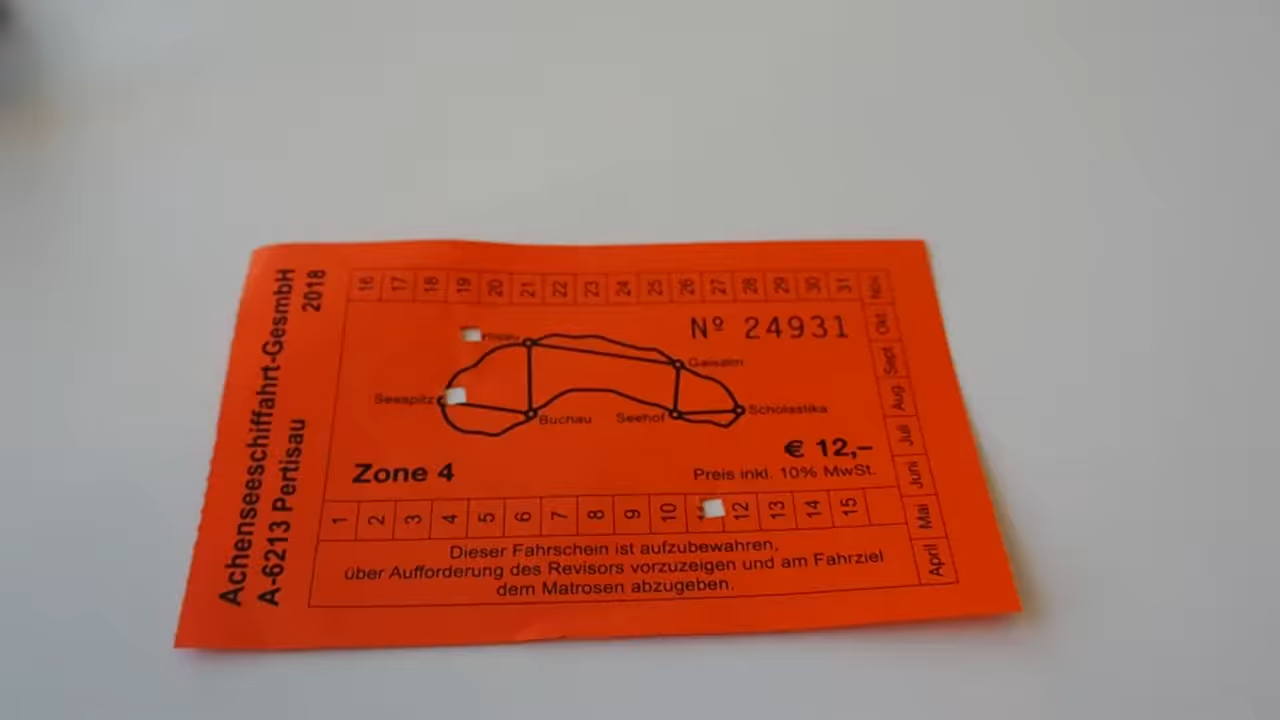 Achenseeschiffahrt-GesmbH
A-6213 Pertisau 2018
16 17 18 19 20 21 22 23 24 25 26 27 28 29 30 31
Nº 24931
Gaisalm
Seespitz
Buchau
Seehof
Scholastika
€ 12,–
Zone 4
Preis inkl. 10% MwSt.
1 2 3 4 5 6 7 8 9 10 12 13 14 15
Dieser Fahrschein ist aufzubewahren,
über Aufforderung des Revisors vorzuzeigen und am Fahrziel
dem Matrosen abzugeben.
April Mai Juni Juli Aug. Sept Okt. Nov.